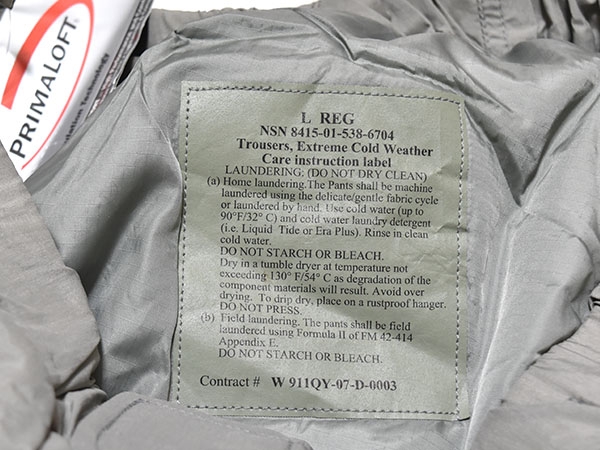 PRIMALOFT
L REG
NSN 8415-01-538-6704
Trousers, Extreme Cold Weather
Care instruction label
LAUNDERING: (DO NOT DRY CLEAN)
(a) Home laundering. The Pants shall be machine
laundered using the delicate/gentle fabric cycle
or laundered by hand. Use cold water (up to
90°F/32° C) and cold water laundry detergent
(i.e. Liquid Tide or Era Plus). Rinse in clean
cold water.
DO NOT STARCH OR BLEACH.
Dry in a tumble dryer at temperature not
exceeding 130° F/54° C as degradation of the
component materials will result. Avoid over
drying. To drip dry, place on a rustproof hanger.
DO NOT PRESS.
(b) Field laundering. The pants shall be field
laundered using Formula II of FM 42-414
Appendix E.
DO NOT STARCH OR BLEACH.
Contract # W 911QY-07-D-0003